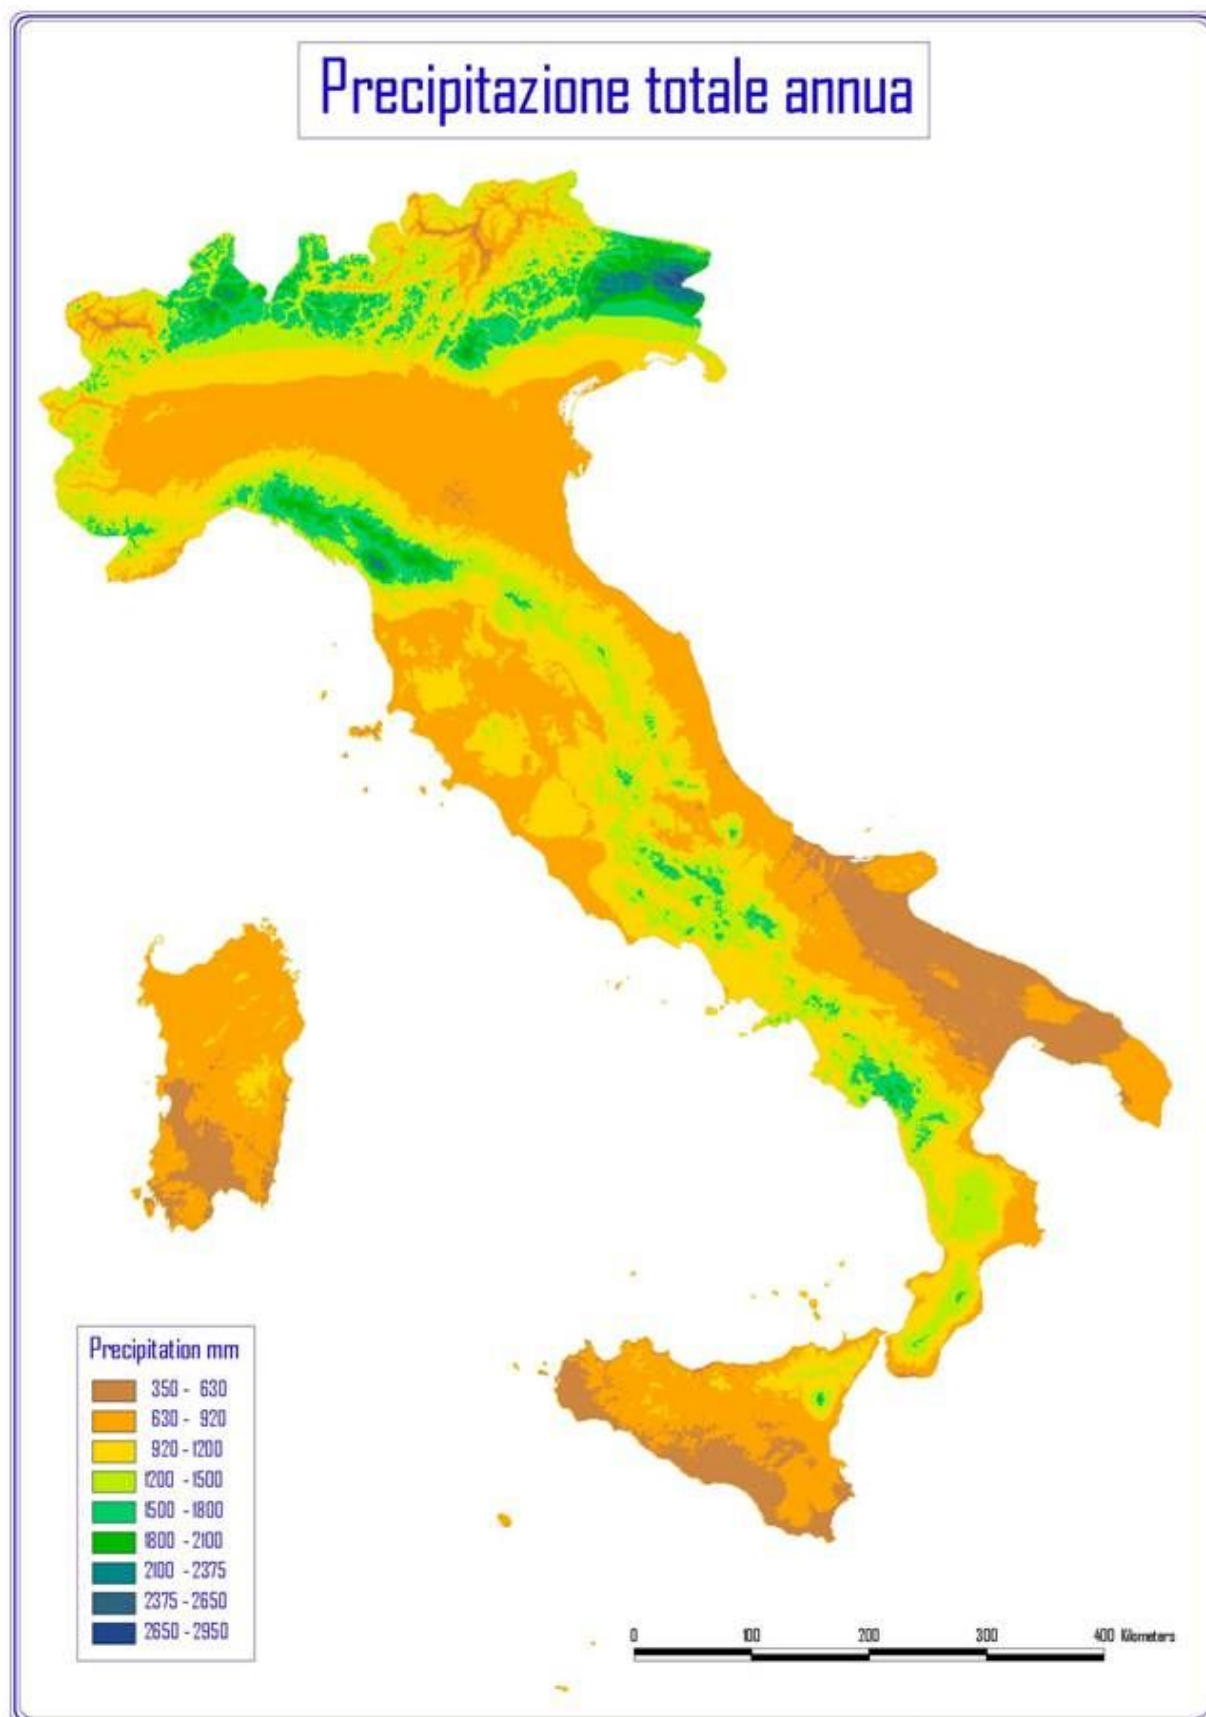 Precipitazione totale annua
Precipitation mm
350 - 630
630 - 920
920 - 1200
1200 - 1500
1500 - 1800
1800 - 2100
2100 - 2375
2375 - 2650
2650 - 2950
0 100 200 300 400 Kilometers